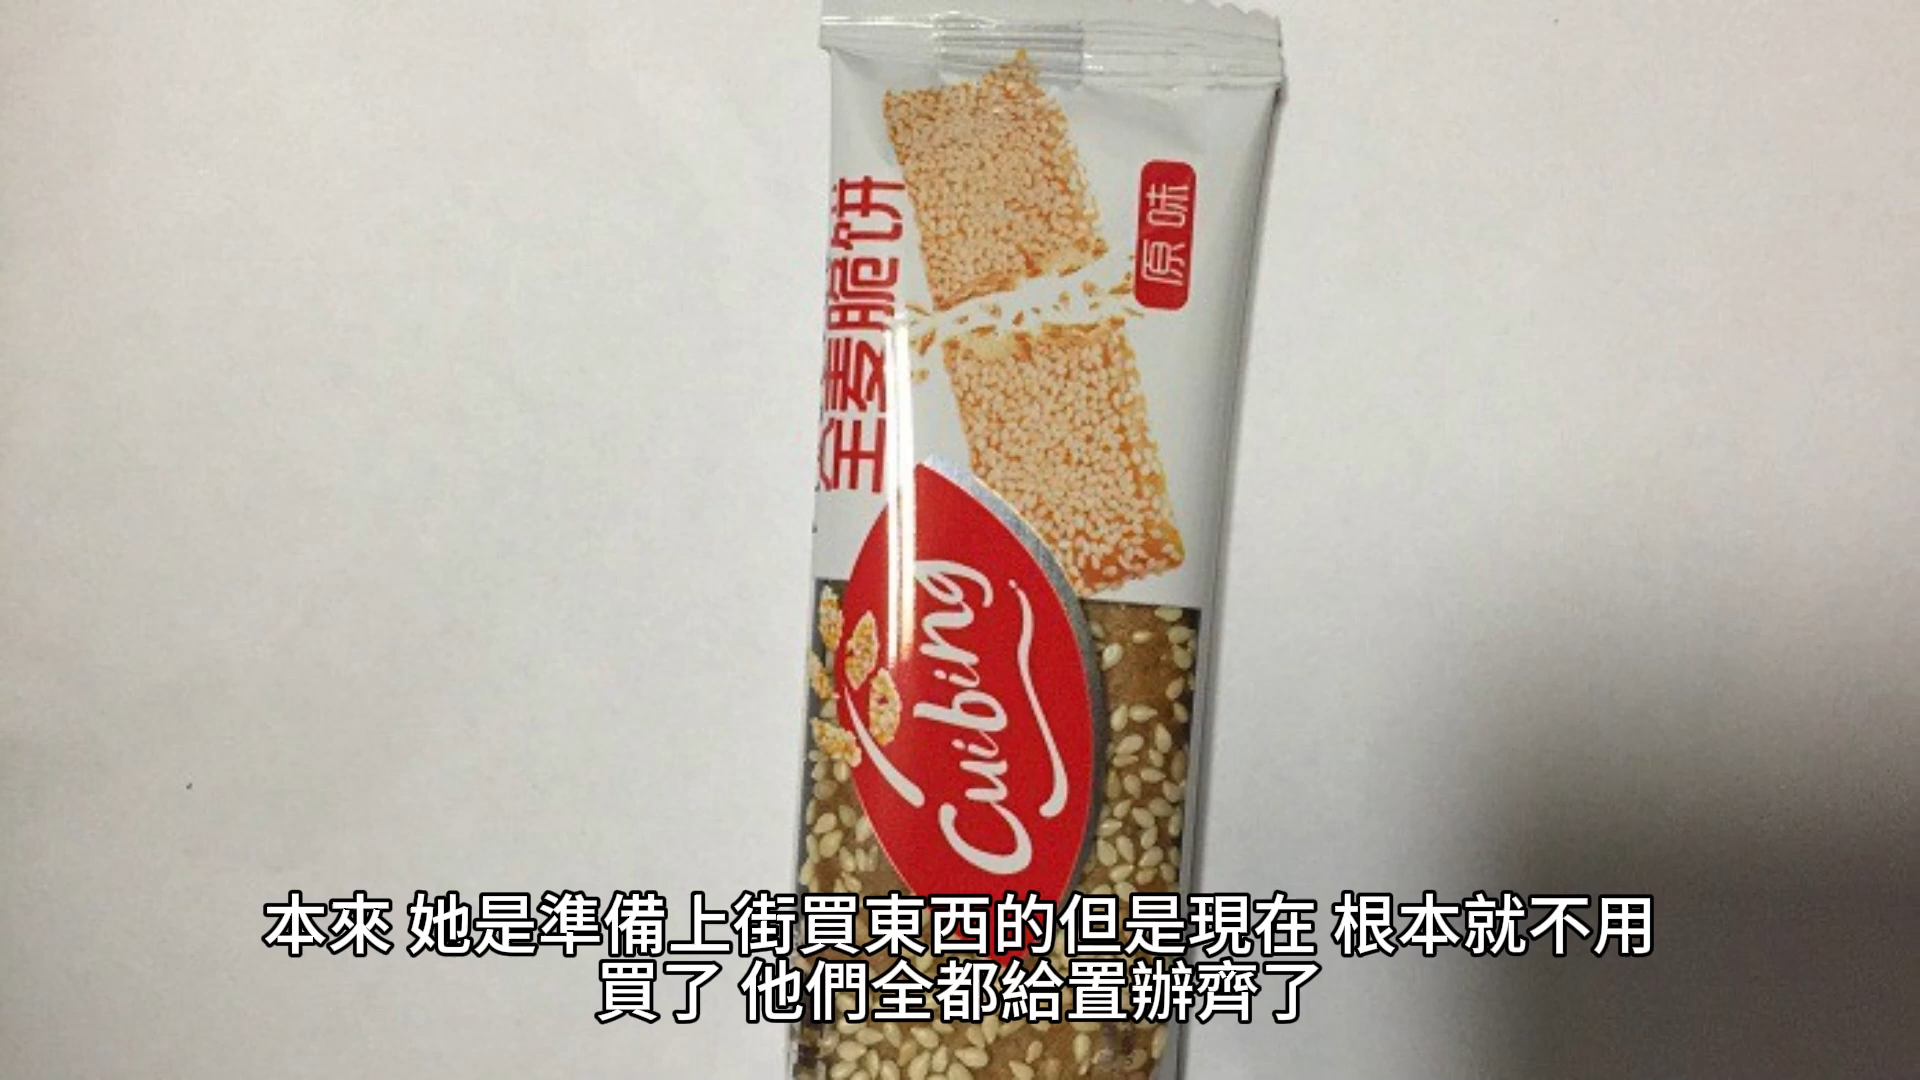 全麦脆饼
原味
Cuibing
本來 她是準備上街買東西的但是現在 根本就不用
買了 他們全都給置辦齊了